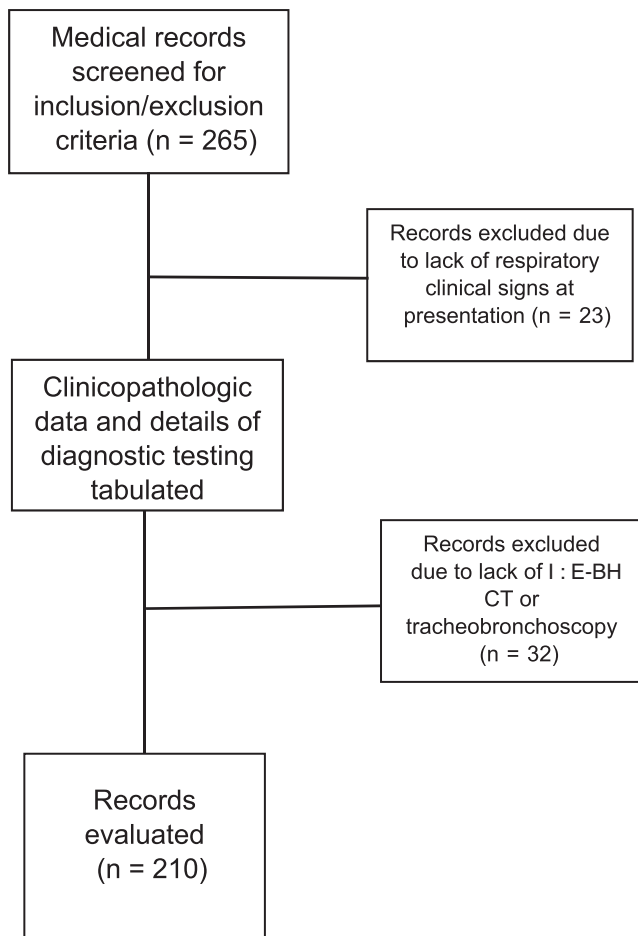 Medical records
screened for
inclusion/exclusion
criteria (n = 265)
Records excluded due
to lack of respiratory
clinical signs at
presentation (n = 23)
Clinicopathologic
data and details of
diagnostic testing
tabulated
Records excluded
due to lack of I : E-BH
CT or
tracheobronchoscopy
(n = 32)
Records
evaluated
(n = 210)